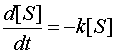 d[S]/dt = -k[S]